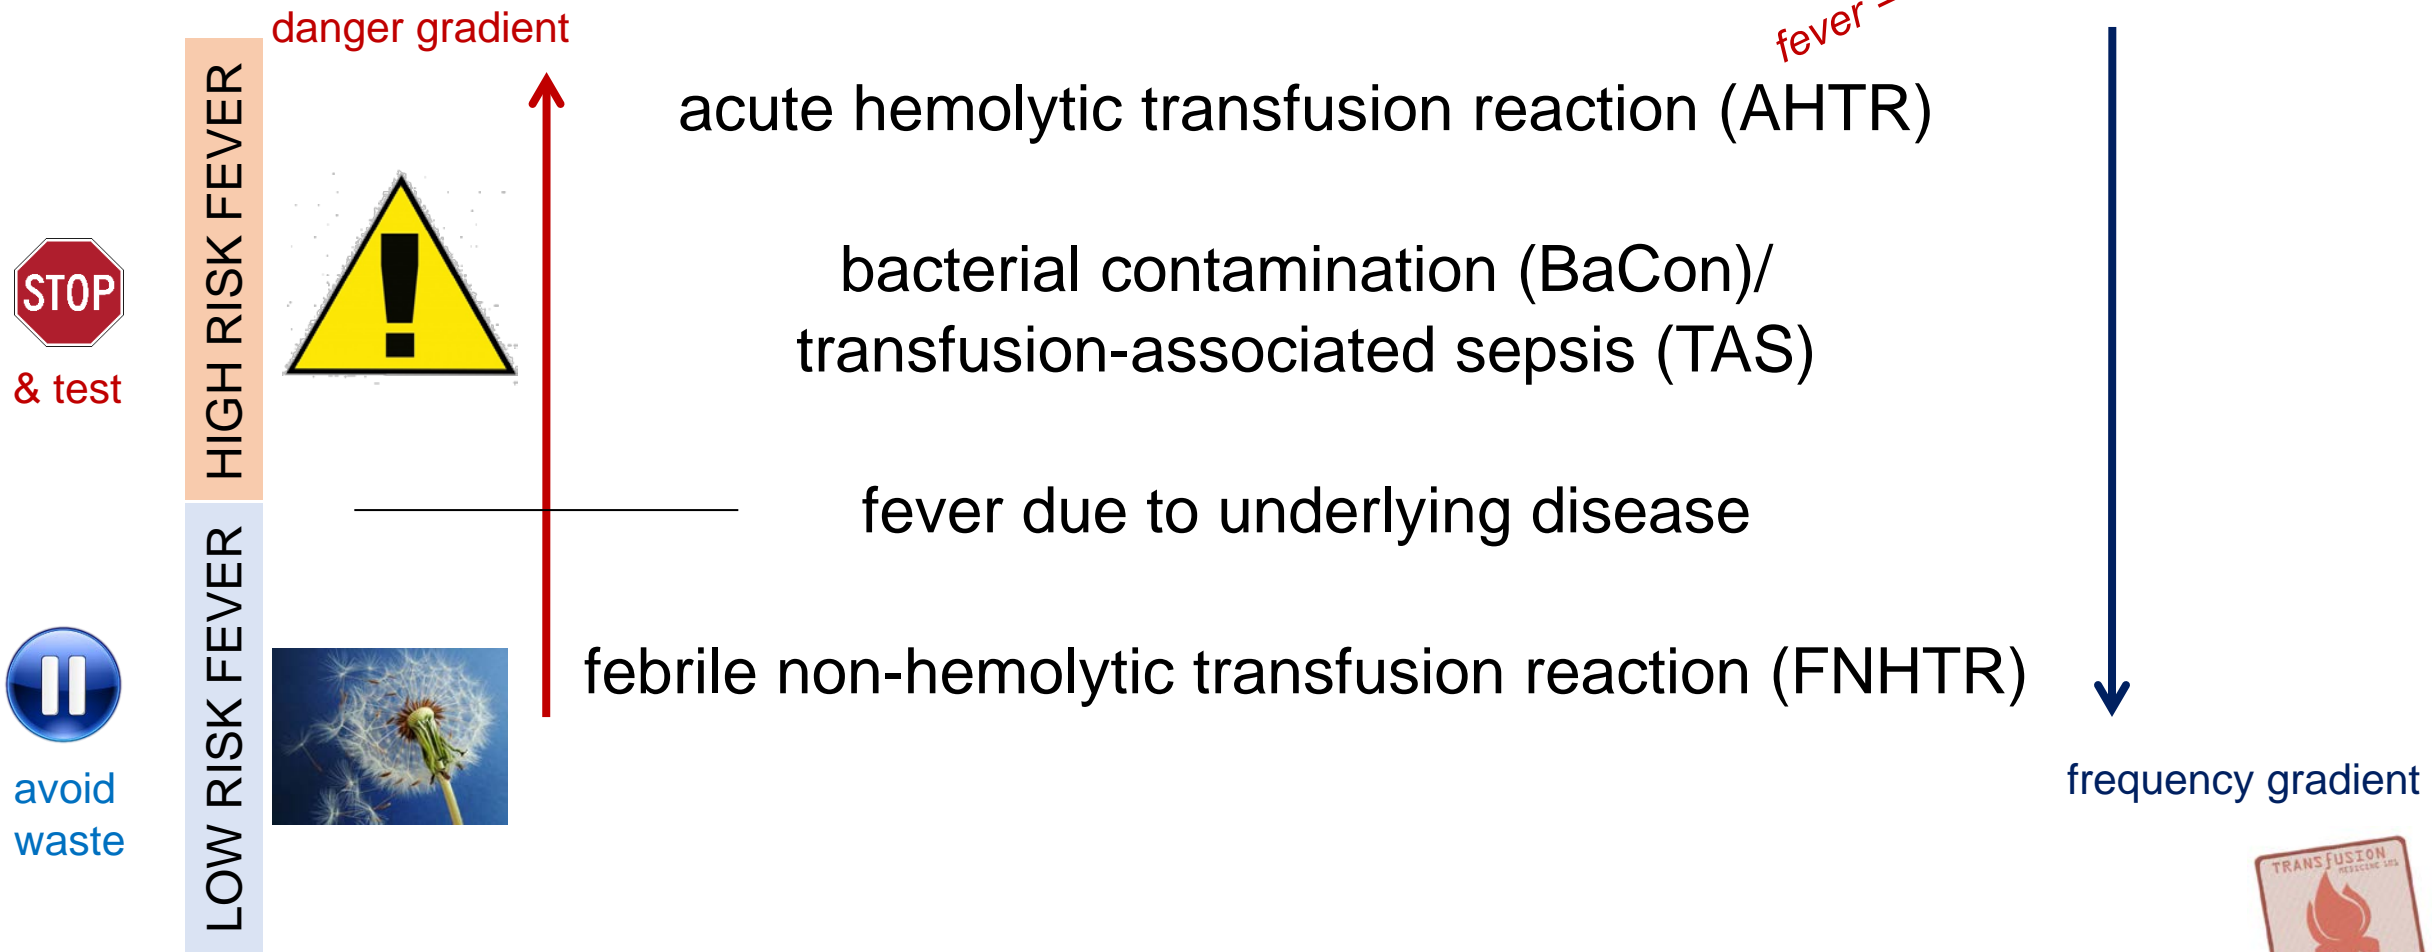 danger gradient
fever –
acute hemolytic transfusion reaction (AHTR)
HIGH RISK FEVER
STOP
& test
bacterial contamination (BaCon)/
transfusion-associated sepsis (TAS)
fever due to underlying disease
LOW RISK FEVER
febrile non-hemolytic transfusion reaction (FNHTR)
avoid
waste
frequency gradient
TRANSFUSION
MEDICINE 101